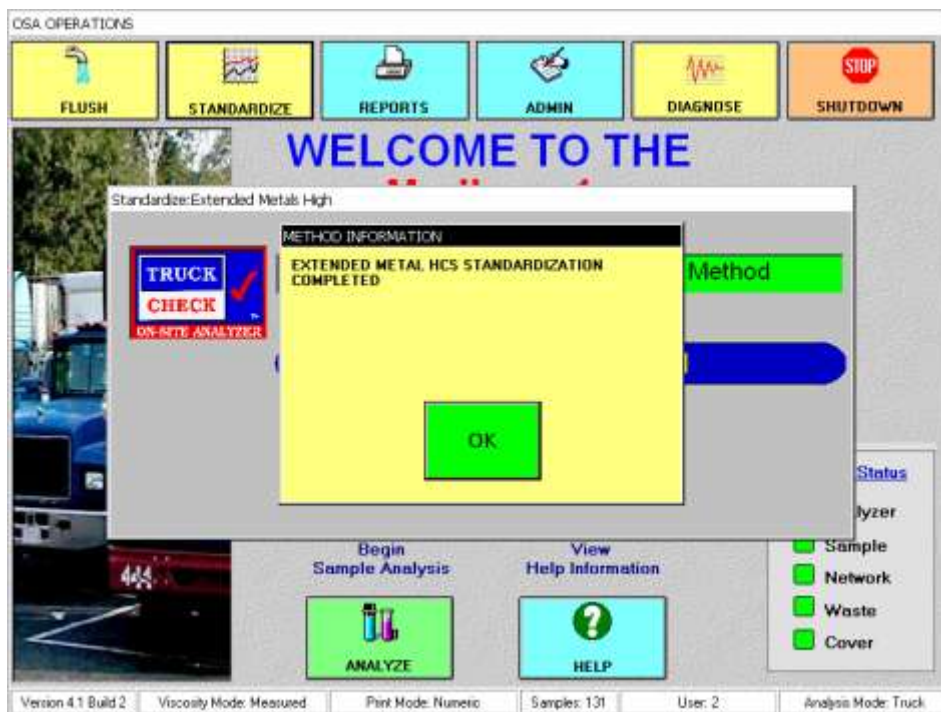 OSA OPERATIONS
FLUSH
STANDARDIZE
REPORTS
ADMIN
STOP
DIAGNOSE
SHUTDOWN
WELCOME TO THE
Standardize:Extended Metals High
METHOD INFORMATION
EXTENDED METAL HCS STANDARDIZATION
COMPLETED
Method
TRUCK
CHECK
ON-SITE ANALYZER
OK
Status
lyzer
Sample
Network
Waste
Cover
444
Begin
Sample Analysis
View
Help Information
ANALYZE
?
HELP
Version 4.1 Build 2
Viscosity Mode: Measured
Print Mode: Numeric
Samples: 131
User: 2
Analysis Mode: Truck